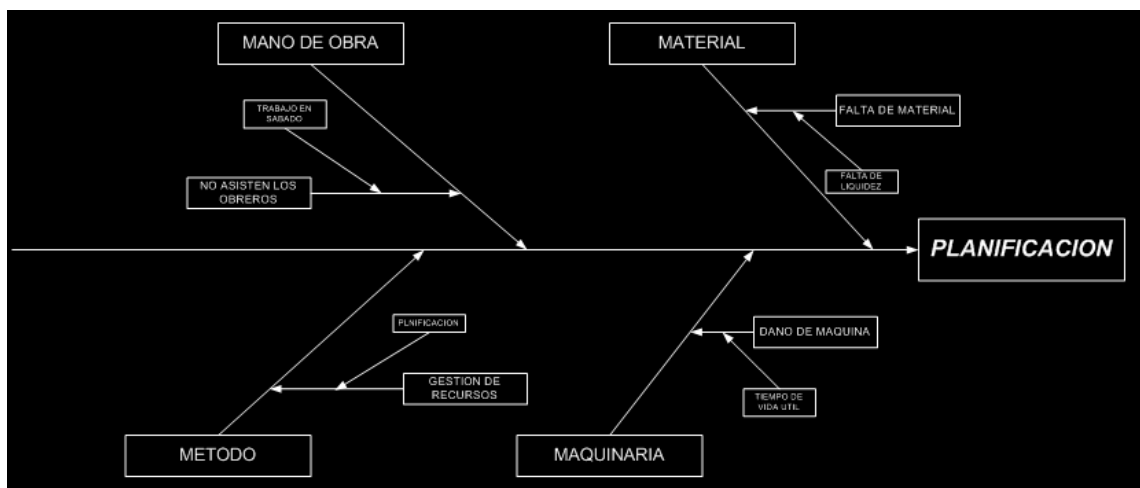 MANO DE OBRA
MATERIAL
TRABAJO EN
SABADO
FALTA DE MATERIAL
NO ASISTEN LOS
OBREROS
FALTA DE
LIQUIDEZ
PLANIFICACION
PLNIFICACION
DANO DE MAQUINA
GESTION DE
RECURSOS
TIEMPO DE
VIDA UTIL
METODO
MAQUINARIA